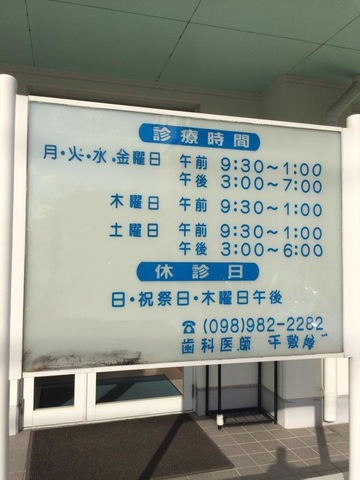 診療時間
月・火・水・金曜日 午前 9:30～1:00
午後 3:00～7:00
木曜日 午前 9:30～1:00
土曜日 午前 9:30～1:00
午後 3:00～6:00
休診日
日・祝祭日・木曜日午後
☎(098)982-2282
歯科医師 平敷